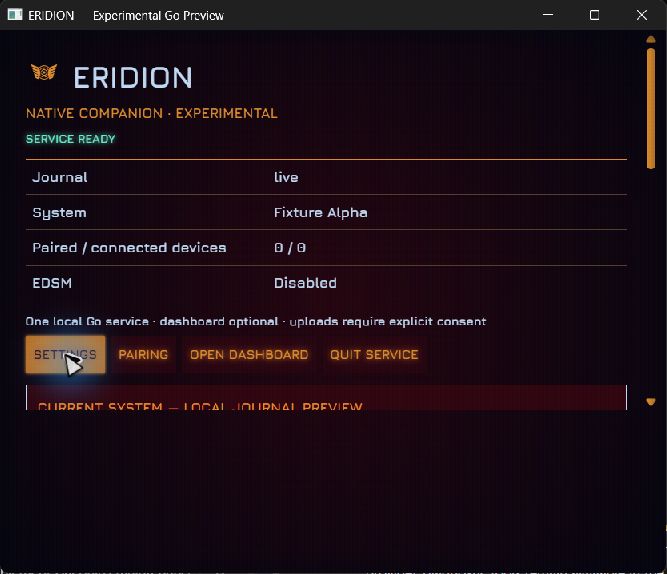 ERIDION Experimental Go Preview
ERIDION
NATIVE COMPANION · EXPERIMENTAL
SERVICE READY
Journal live
System Fixture Alpha
Paired / connected devices 0 / 0
EDSM Disabled
One local Go service · dashboard optional · uploads require explicit consent
SETTINGS PAIRING OPEN DASHBOARD QUIT SERVICE
CURRENT SYSTEM — LOCAL JOURNAL PREVIEW